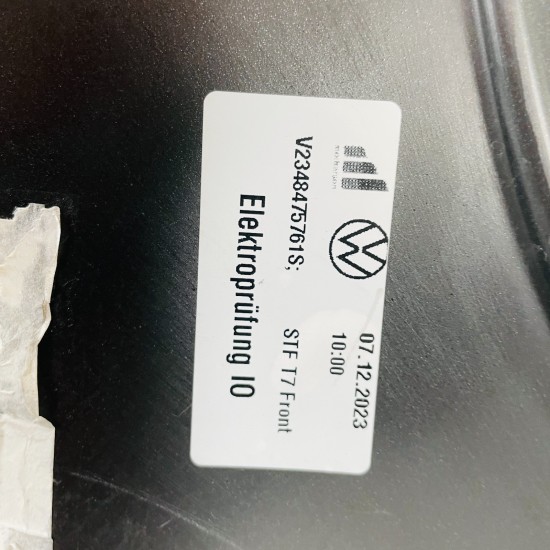 07.12.2023
10:00
V2348475761S;
STF T7 Front
Elektroprüfung IO